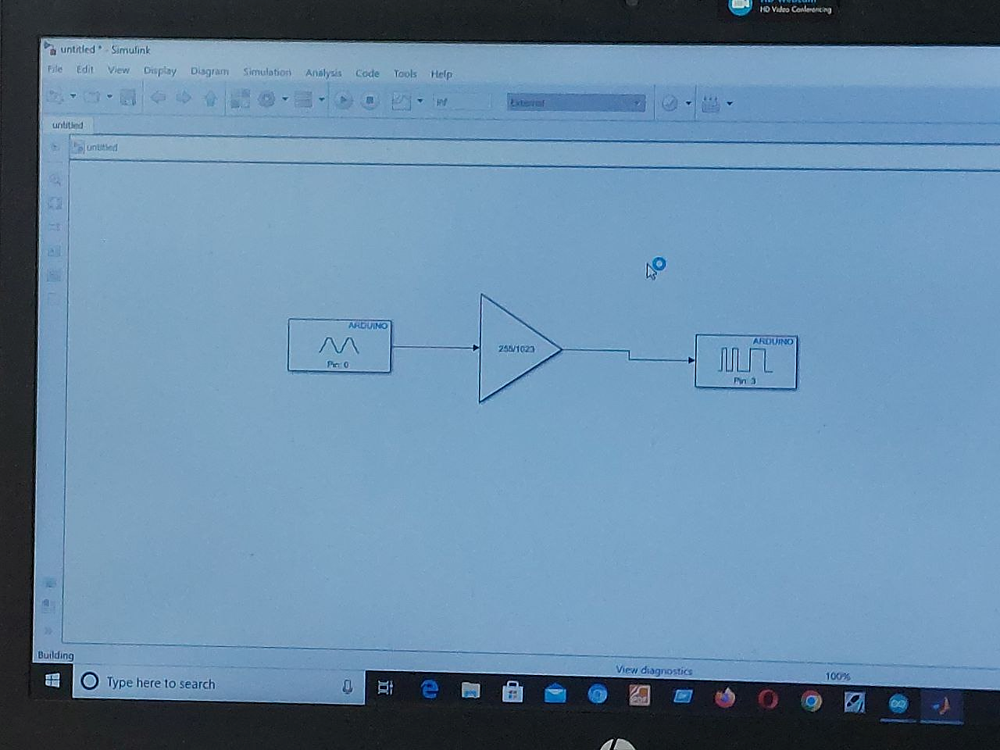 HD Video Conferencing
untitled * - Simulink
File Edit View Display Diagram Simulation Analysis Code Tools Help
inf External
untitled
untitled
ARDUINO
Pin: 0
255/1023
ARDUINO
Pin: 3
Building
View diagnostics 100%
Type here to search